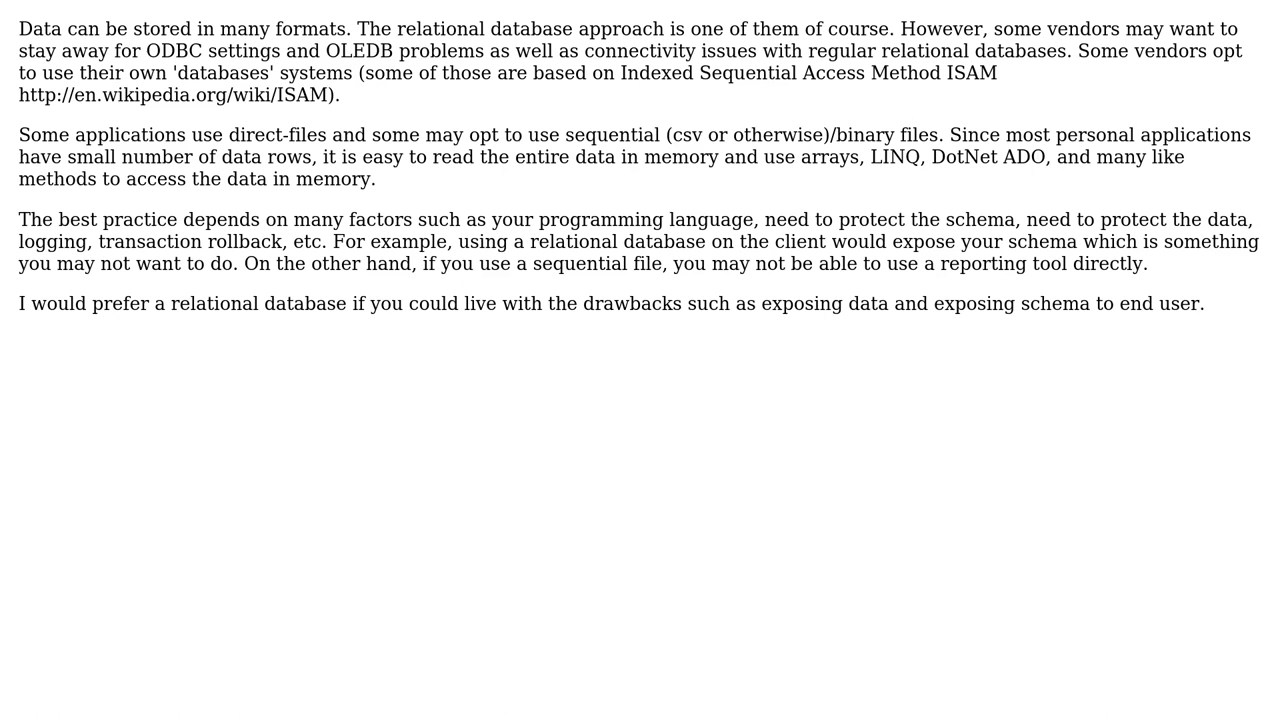 Data can be stored in many formats. The relational database approach is one of them of course. However, some vendors may want to
stay away for ODBC settings and OLEDB problems as well as connectivity issues with regular relational databases. Some vendors opt
to use their own 'databases' systems (some of those are based on Indexed Sequential Access Method ISAM
http://en.wikipedia.org/wiki/ISAM).
Some applications use direct-files and some may opt to use sequential (csv or otherwise)/binary files. Since most personal applications
have small number of data rows, it is easy to read the entire data in memory and use arrays, LINQ, DotNet ADO, and many like
methods to access the data in memory.
The best practice depends on many factors such as your programming language, need to protect the schema, need to protect the data,
logging, transaction rollback, etc. For example, using a relational database on the client would expose your schema which is something
you may not want to do. On the other hand, if you use a sequential file, you may not be able to use a reporting tool directly.
I would prefer a relational database if you could live with the drawbacks such as exposing data and exposing schema to end user.